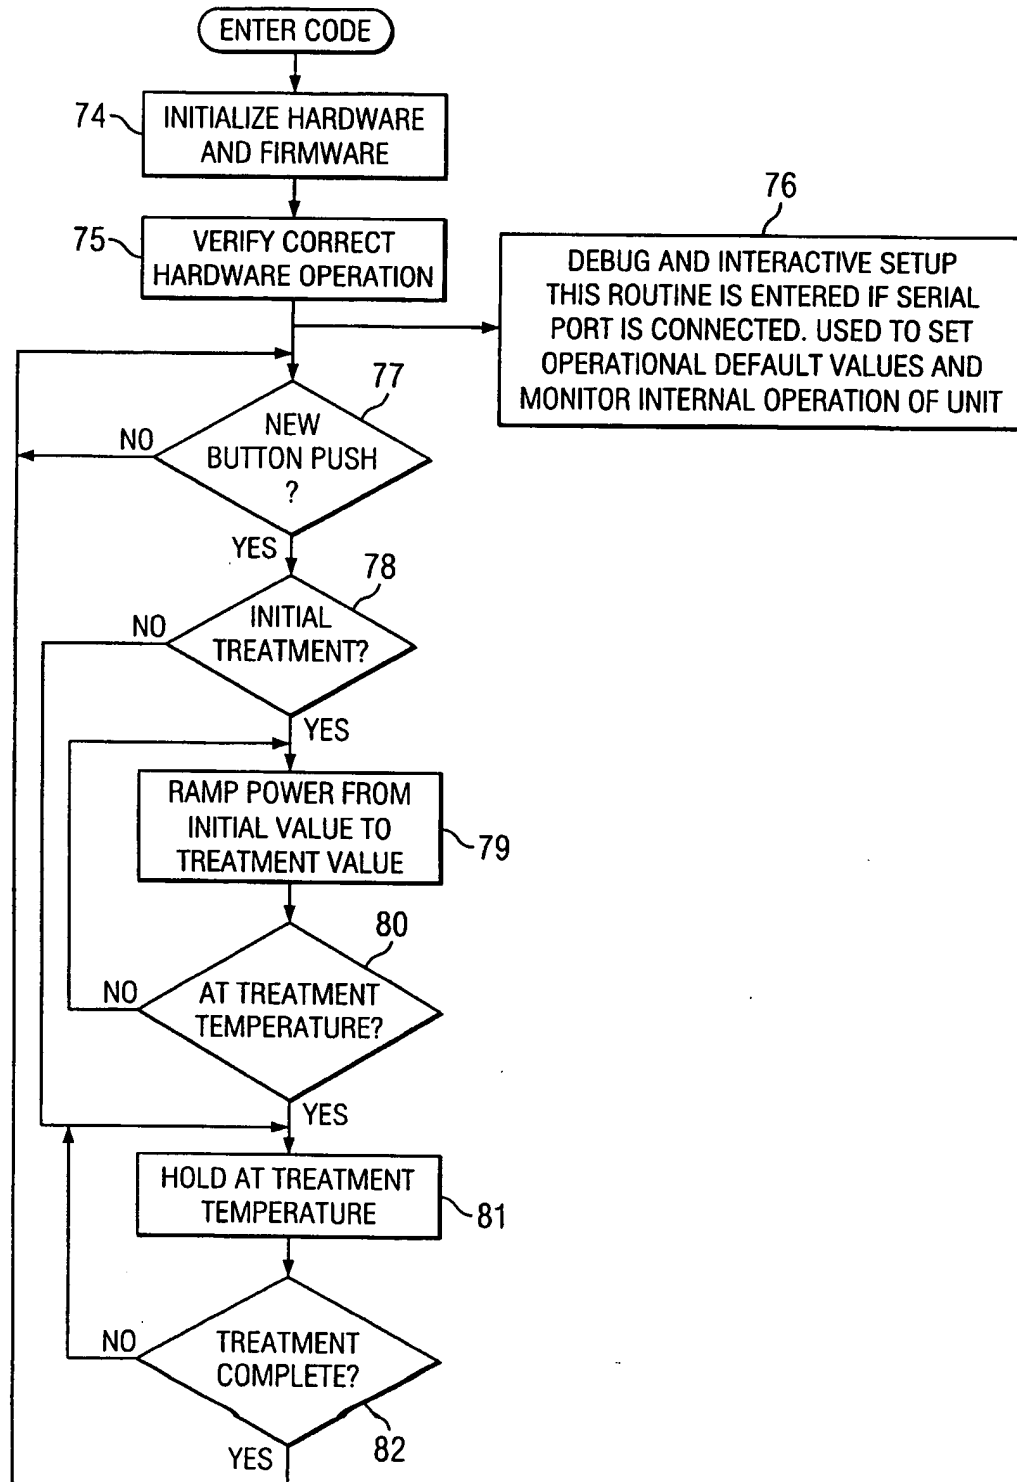 ENTER CODE
74
INITIALIZE HARDWARE
AND FIRMWARE
75
VERIFY CORRECT
HARDWARE OPERATION
76
DEBUG AND INTERACTIVE SETUP
THIS ROUTINE IS ENTERED IF SERIAL
PORT IS CONNECTED. USED TO SET
OPERATIONAL DEFAULT VALUES AND
MONITOR INTERNAL OPERATION OF UNIT
77
NO
NEW
BUTTON PUSH
?
YES
78
NO
INITIAL
TREATMENT?
YES
RAMP POWER FROM
INITIAL VALUE TO
TREATMENT VALUE
79
80
NO
AT TREATMENT
TEMPERATURE?
YES
HOLD AT TREATMENT
TEMPERATURE
81
NO
TREATMENT
COMPLETE?
82
YES